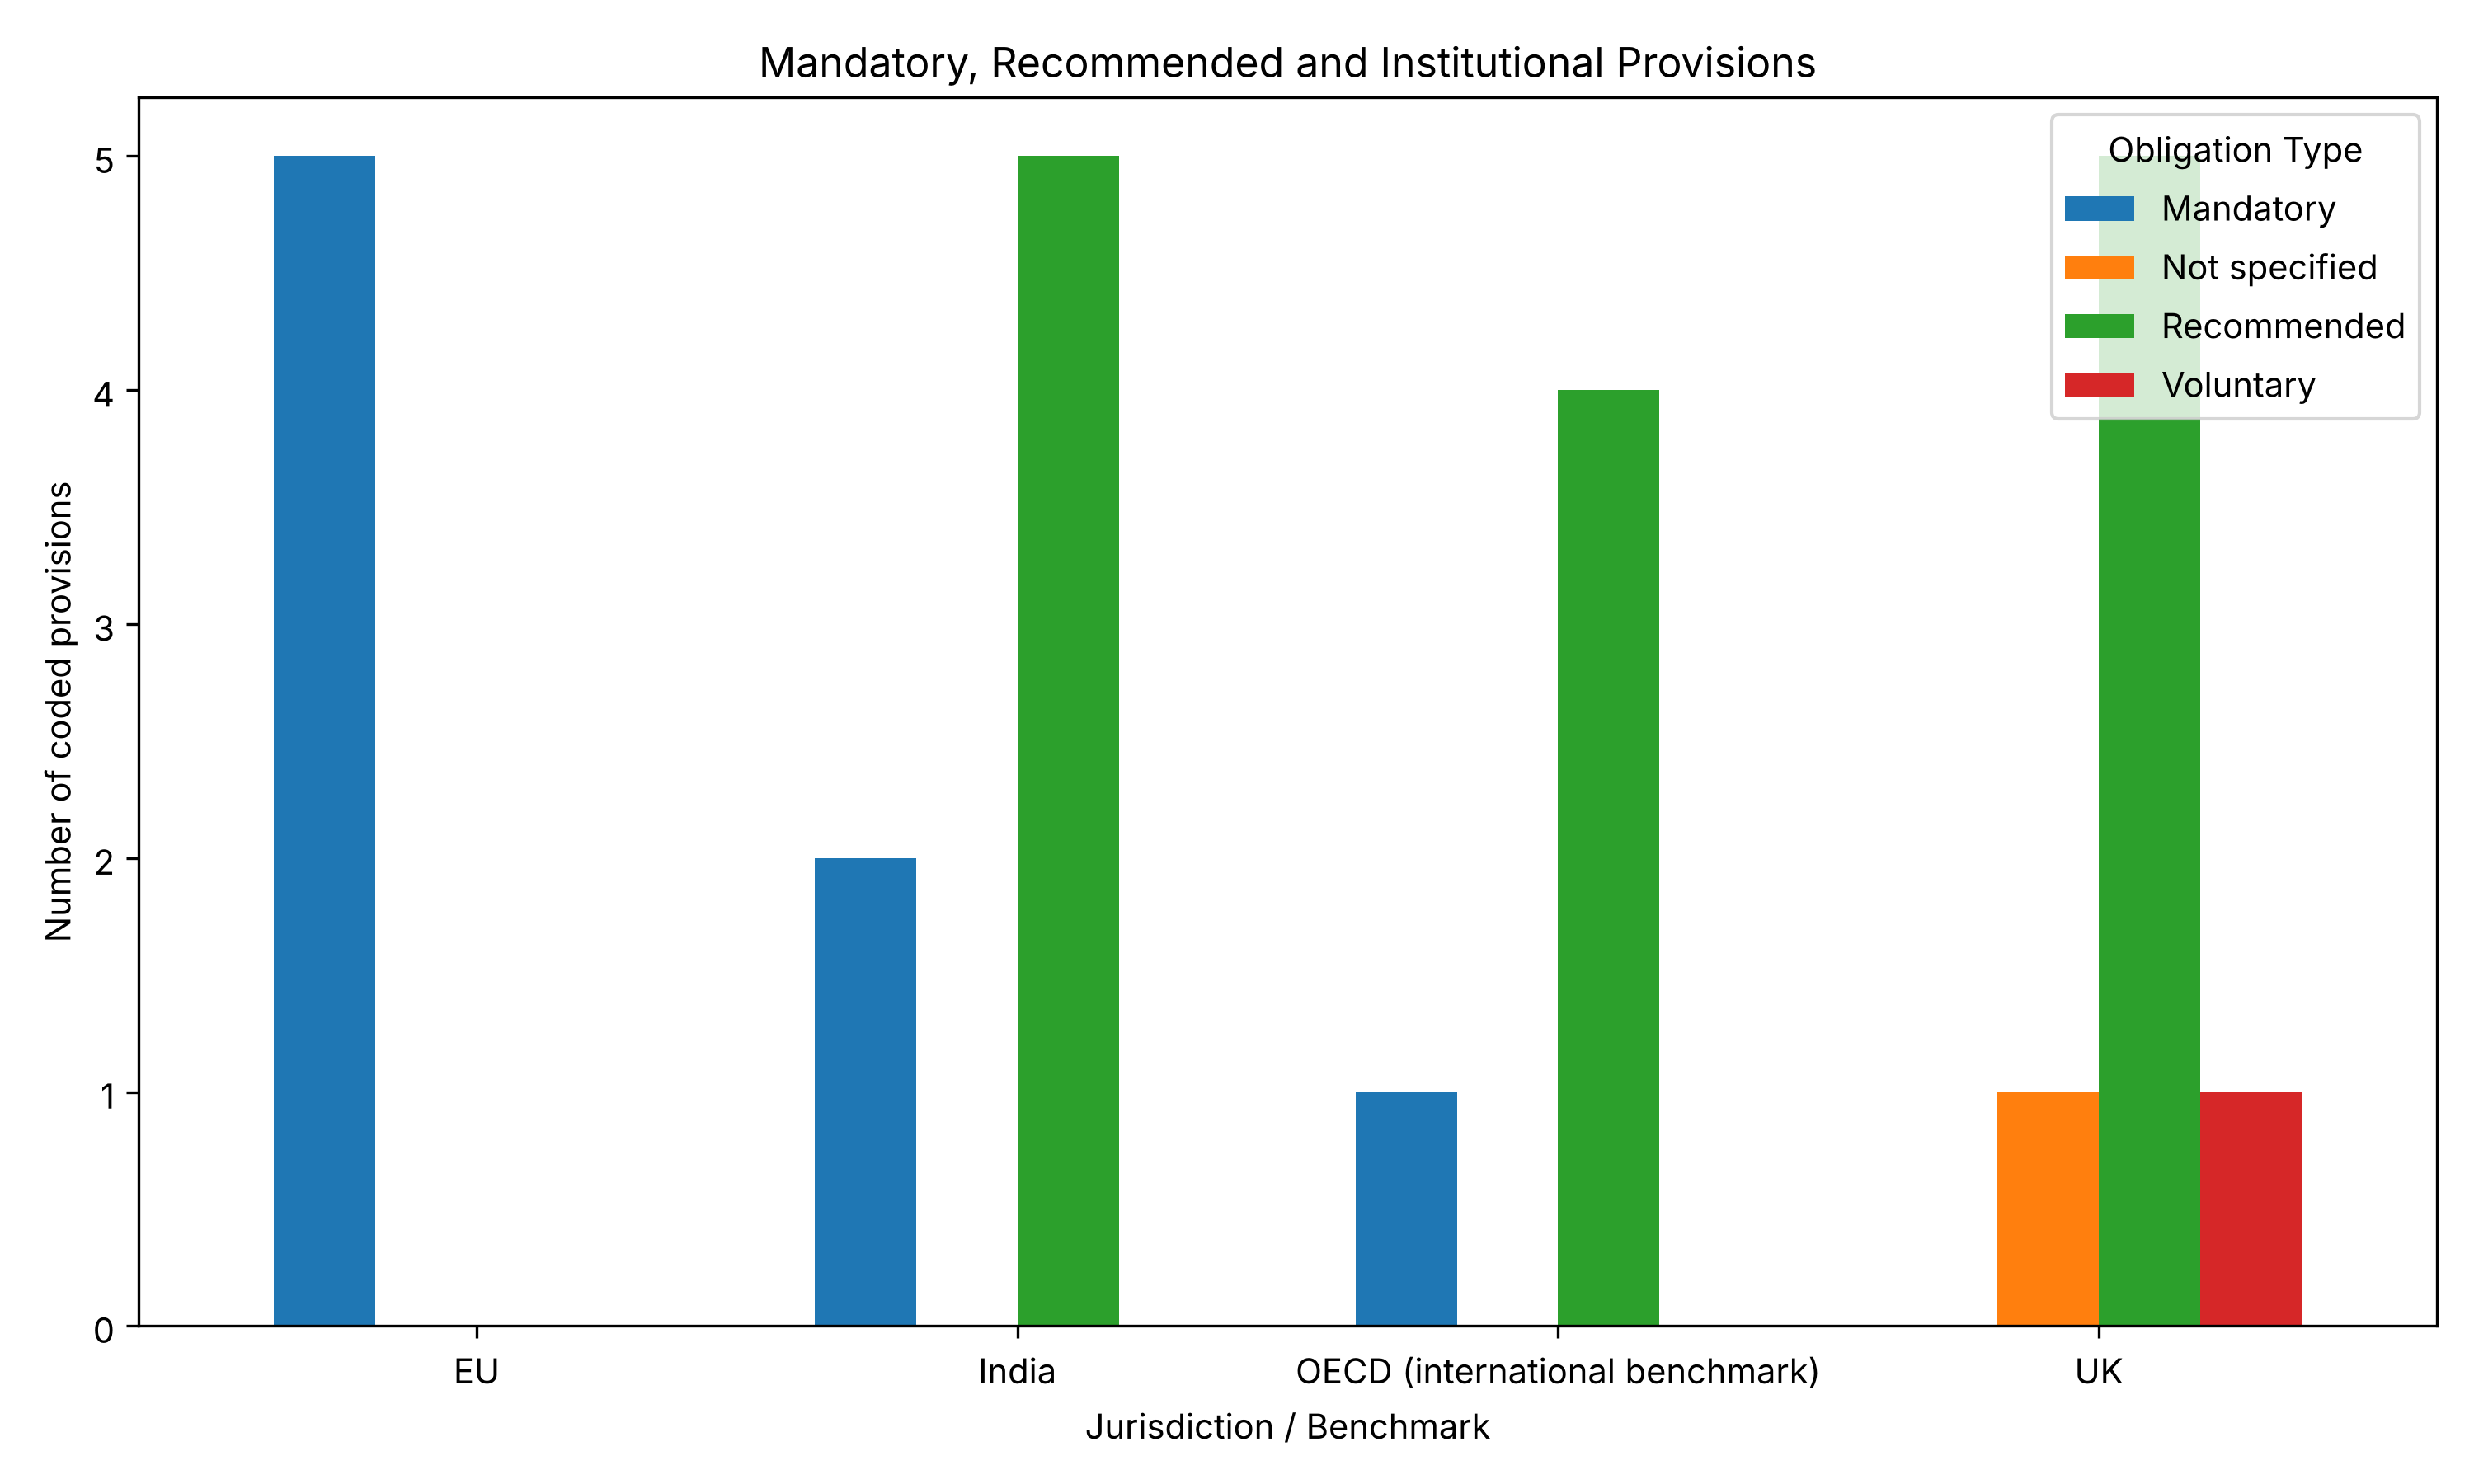 Mandatory, Recommended and Institutional Provisions
Obligation Type
Mandatory
Not specified
Recommended
Voluntary
Number of coded provisions
5
4
3
2
1
0
EU
India
OECD (international benchmark)
UK
Jurisdiction / Benchmark